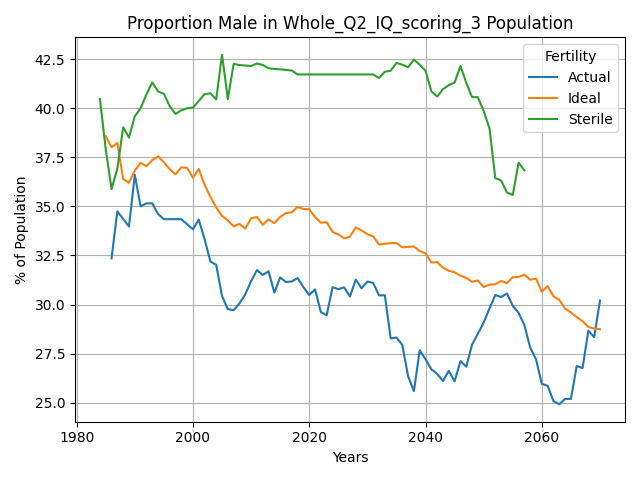 Proportion Male in Whole_Q2_IQ_scoring_3 Population
% of Population
42.5
40.0
37.5
35.0
32.5
30.0
27.5
25.0
Fertility
Actual
Ideal
Sterile
1980
2000
2020
2040
2060
Years